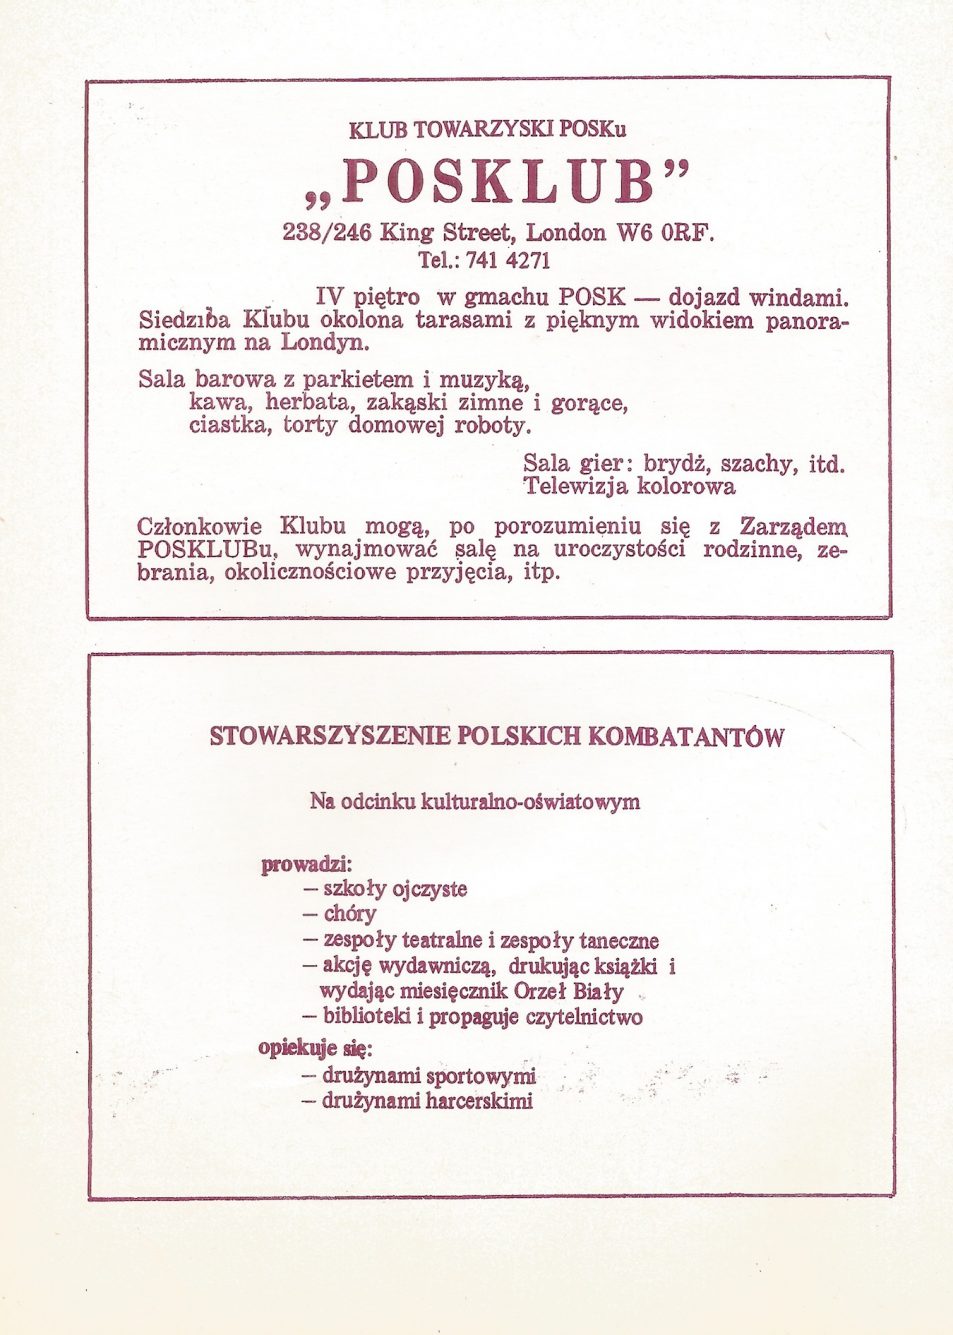 KLUB TOWARZYSKI POSKu
„POSKLUB”
238/246 King Street, London W6 0RF.
Tel.: 741 4271
IV piętro w gmachu POSK — dojazd windami.
Siedziba Klubu okolona tarasami z pięknym widokiem panora-
micznym na Londyn.
Sala barowa z parkietem i muzyką,
kawa, herbata, zakąski zimne i gorące,
ciastka, torty domowej roboty.
Sala gier: brydż, szachy, itd.
Telewizja kolorowa
Członkowie Klubu mogą, po porozumieniu się z Zarządem
POSKLUBu, wynajmować salę na uroczystości rodzinne, ze-
brania, okolicznościowe przyjęcia, itp.
STOWARSZYSZENIE POLSKICH KOMBATANTÓW
Na odcinku kulturalno-oświatowym
prowadzi:
– szkoły ojczyste
– chóry
– zespoły teatralne i zespoły taneczne
– akcję wydawniczą, drukując książki i
wydając miesięcznik Orzeł Biały
– biblioteki i propaguje czytelnictwo
opiekuje się:
– drużynami sportowymi
– drużynami harcerskimi